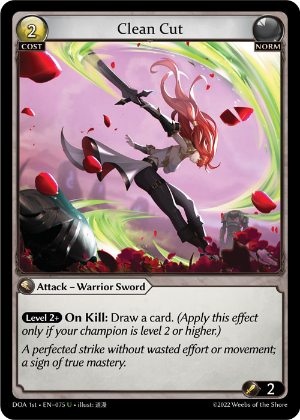 2
Clean Cut
COST
NORM
Attack – Warrior Sword
Level 2+ On Kill: Draw a card. (Apply this effect
only if your champion is level 2 or higher.)
A perfect strike without wasted effort or movement;
a sign of true mastery.
2
DOA 1st • EN-075 U • illust:
©2022 Weebs of the Shore